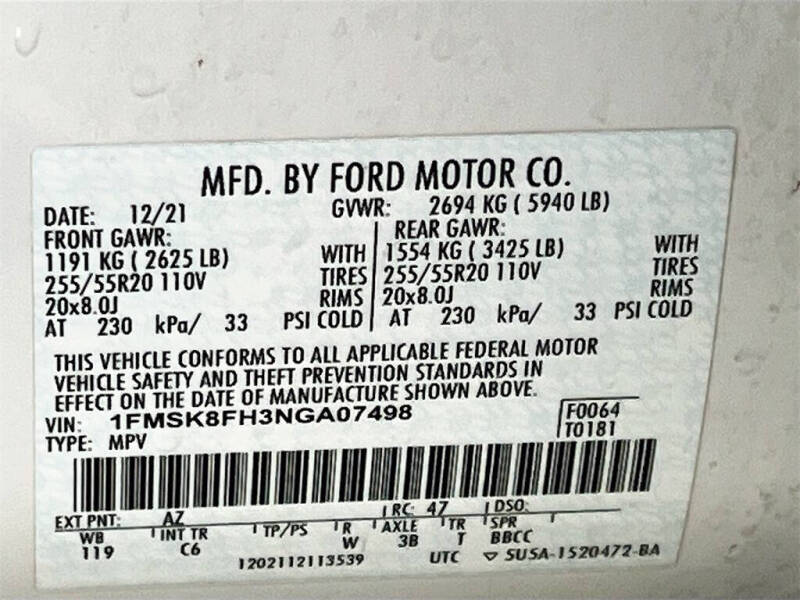 MFD. BY FORD MOTOR CO.
DATE: 12/21 GVWR: 2694 KG ( 5940 LB)
FRONT GAWR: REAR GAWR:
1191 KG ( 2625 LB) WITH 1554 KG ( 3425 LB) WITH
255/55R20 110V TIRES 255/55R20 110V TIRES
20x8.0J RIMS 20x8.0J RIMS
AT 230 kPa/ 33 PSI COLD AT 230 kPa/ 33 PSI COLD
THIS VEHICLE CONFORMS TO ALL APPLICABLE FEDERAL MOTOR
VEHICLE SAFETY AND THEFT PREVENTION STANDARDS IN
EFFECT ON THE DATE OF MANUFACTURE SHOWN ABOVE.
VIN: 1FMSK8FH3NGA07498 F0064
TYPE: MPV T0181
EXT PNT: AZ RC: 47 DSO:
WB INT TR TP/PS R AXLE TR SPR
119 C6 W 3B T BBCC
1202112113539 UTC ▽ SU5A-1520472-BA